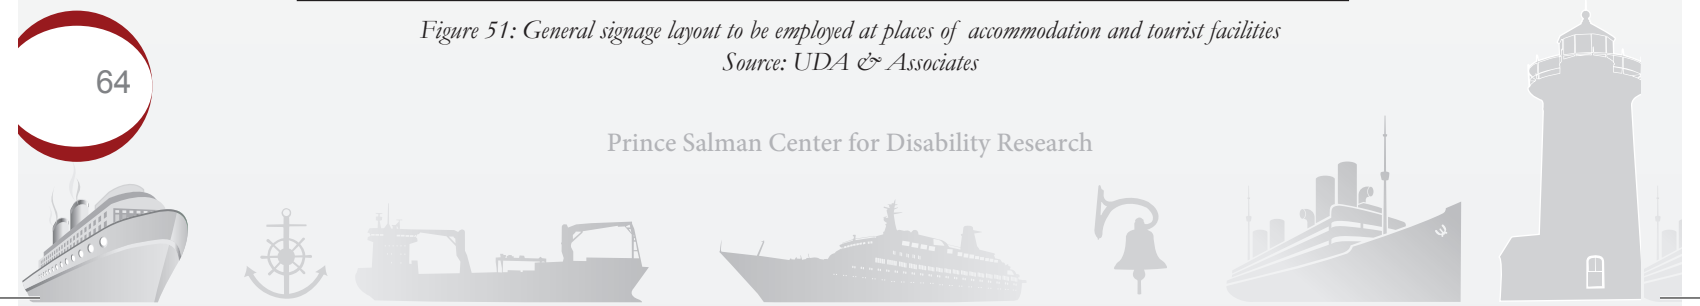 Figure 51: General signage layout to be employed at places of accommodation and tourist facilities
Source: UDA & Associates
64
Prince Salman Center for Disability Research